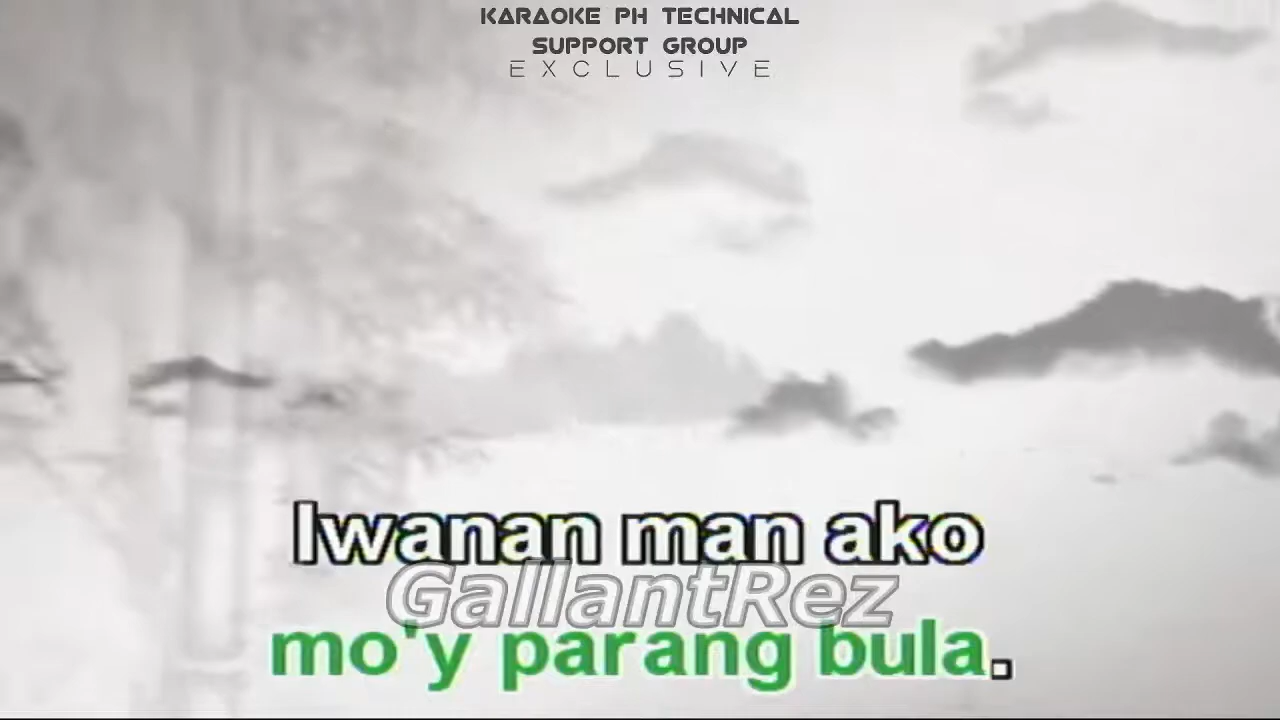 KARAOKE PH TECHNICAL
SUPPORT GROUP
EXCLUSIVE
Iwanan man ako
GallantRez
mo'y parang bula.